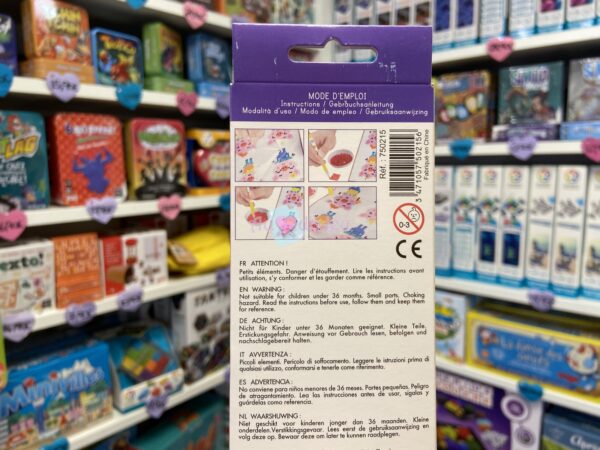 MODE D'EMPLOI
Instructions / Gebrauchsanleitung
Modalità d'uso / Modo de empleo / Gebruiksaanwijzing
Réf.: 750215
3 471057 502156
Fabriqué en Chine
0-3
CE
FR ATTENTION !
Petits éléments. Danger d'étouffement. Lire les instructions avant
utilisation, s'y conformer et les garder comme référence.
EN WARNING :
Not suitable for children under 36 months. Small parts. Choking
hazard. Read the instructions before use, follow them and keep them
for reference.
DE ACHTUNG :
Nicht für Kinder unter 36 Monaten geeignet. Kleine Teile.
Erstickungsgefahr. Anweisung vor Gebrauch lesen, befolgen und
nachschlagebereit halten.
IT AVVERTENZA :
Piccoli elementi. Pericolo di soffocamento. Leggere le istruzioni prima di
qualsiasi utilizzo, conformarsi e conservarle come riferimento.
ES ADVERTENCIA :
No conviene para niños menores de 36 meses. Partes pequeñas. Peligro
de atragantamiento. Lea las instrucciones antes de usar, sígalas y
guárdelas como referencia.
NL WAARSHUWING :
Niet geschikt voor kinderen jonger dan 36 maanden. Kleine
onderdelen. Verstikkingsgevaar. Lees eerst de gebruiksaanwijzing en
volg deze op. Bewaar deze om later te kunnen raadplegen.